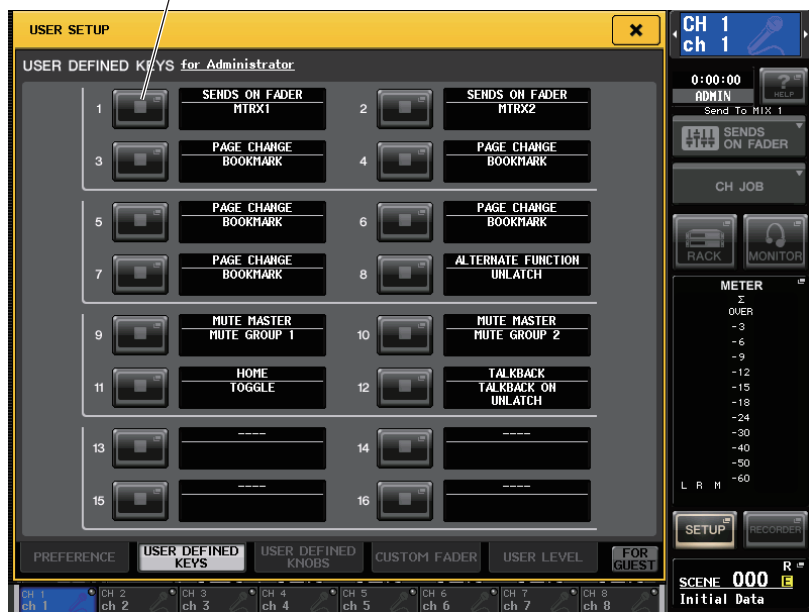 USER SETUP
USER DEFINED KEYS for Administrator
1
SENDS ON FADER
MTRX1
2
SENDS ON FADER
MTRX2
3
PAGE CHANGE
BOOKMARK
4
PAGE CHANGE
BOOKMARK
5
PAGE CHANGE
BOOKMARK
6
PAGE CHANGE
BOOKMARK
7
PAGE CHANGE
BOOKMARK
8
ALTERNATE FUNCTION
UNLATCH
9
MUTE MASTER
MUTE GROUP 1
10
MUTE MASTER
MUTE GROUP 2
11
HOME
TOGGLE
12
TALKBACK
TALKBACK ON
UNLATCH
13
----
14
----
15
----
16
----
PREFERENCE
USER DEFINED
KEYS
USER DEFINED
KNOBS
CUSTOM FADER
USER LEVEL
FOR
GUEST
CH 1
ch 1
0:00:00
ADMIN
?
HELP
Send To MIX 1
SENDS
ON FADER
CH JOB
RACK
MONITOR
METER
Σ
OVER
-3
-6
-9
-12
-15
-18
-24
-30
-40
-50
-60
L R M
SETUP
RECORDER
SCENE 000 R E
Initial Data
CH 1
ch 1
CH 2
ch 2
CH 3
ch 3
CH 4
ch 4
CH 5
ch 5
CH 6
ch 6
CH 7
ch 7
CH 8
ch 8